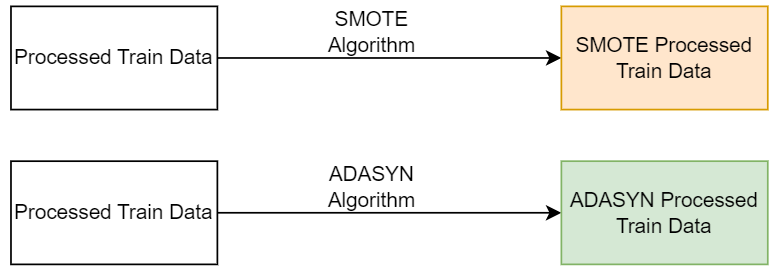 SMOTE
Algorithm
Processed Train Data
SMOTE Processed
Train Data
ADASYN
Algorithm
Processed Train Data
ADASYN Processed
Train Data